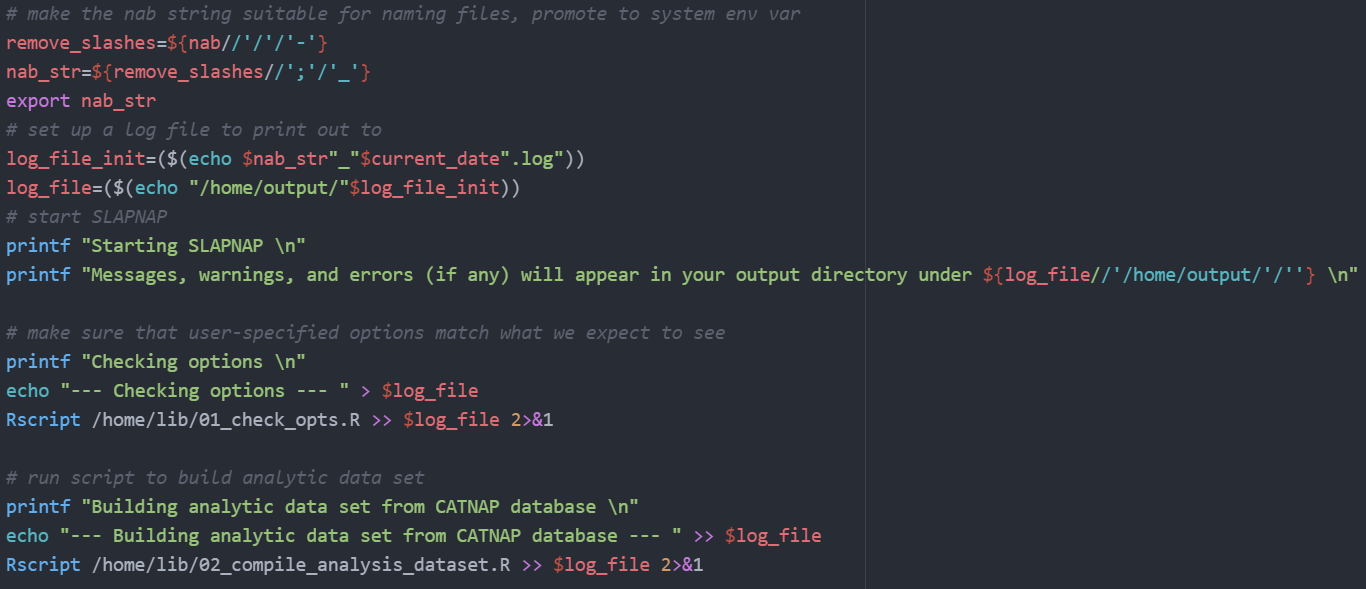 # make the nab string suitable for naming files, promote to system env var
remove_slashes=${nab//'/'/'-'}
nab_str=${remove_slashes//';'/'_'}
export nab_str
# set up a log file to print out to
log_file_init=($(echo $nab_str"_"$current_date".log"))
log_file=($(echo "/home/output/"$log_file_init))
# start SLAPNAP
printf "Starting SLAPNAP \n"
printf "Messages, warnings, and errors (if any) will appear in your output directory under ${log_file//'/home/output/'/''} \n"
# make sure that user-specified options match what we expect to see
printf "Checking options \n"
echo "--- Checking options --- " > $log_file
Rscript /home/lib/01_check_opts.R >> $log_file 2>&1
# run script to build analytic data set
printf "Building analytic data set from CATNAP database \n"
echo "--- Building analytic data set from CATNAP database --- " >> $log_file
Rscript /home/lib/02_compile_analysis_dataset.R >> $log_file 2>&1